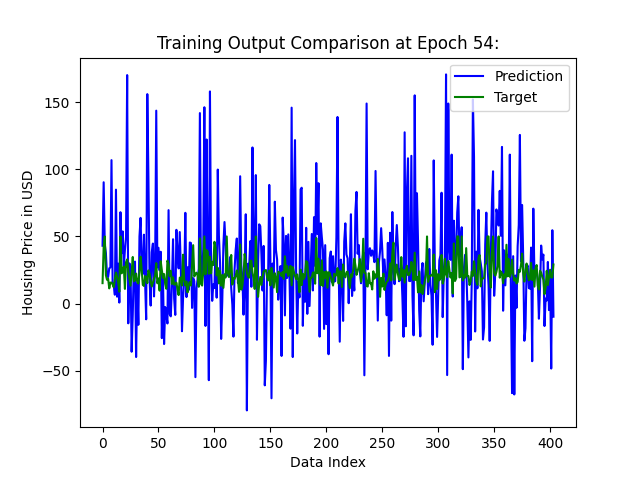 Training Output Comparison at Epoch 54:
Prediction
Target
Housing Price in USD
150
100
50
0
−50
0 50 100 150 200 250 300 350 400
Data Index